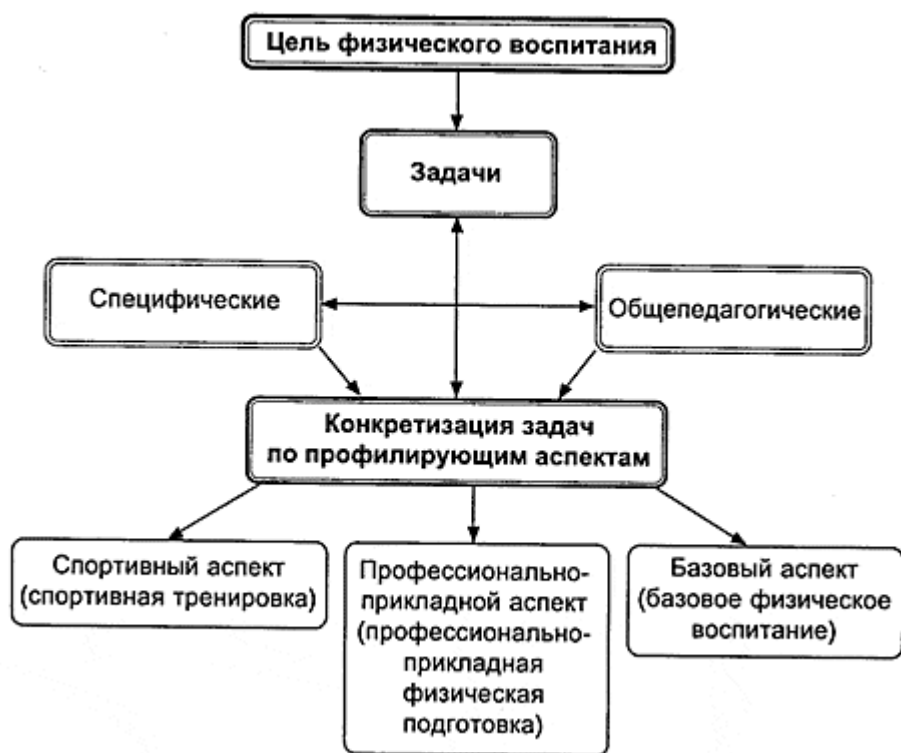 Цель физического воспитания
Задачи
Специфические
Общепедагогические
Конкретизация задач
по профилирующим аспектам
Спортивный аспект
(спортивная тренировка)
Профессионально-
прикладной аспект
(профессионально-
прикладная
физическая
подготовка)
Базовый аспект
(базовое физическое
воспитание)